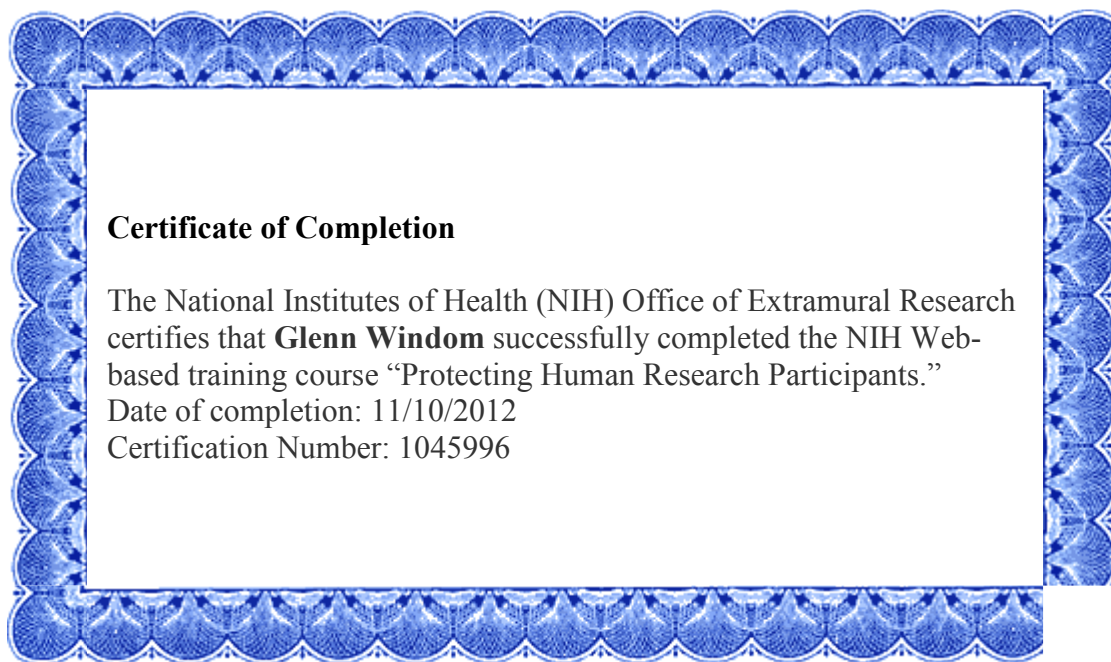 Certificate of Completion
The National Institutes of Health (NIH) Office of Extramural Research
certifies that Glenn Windom successfully completed the NIH Web-
based training course “Protecting Human Research Participants.”
Date of completion: 11/10/2012
Certification Number: 1045996